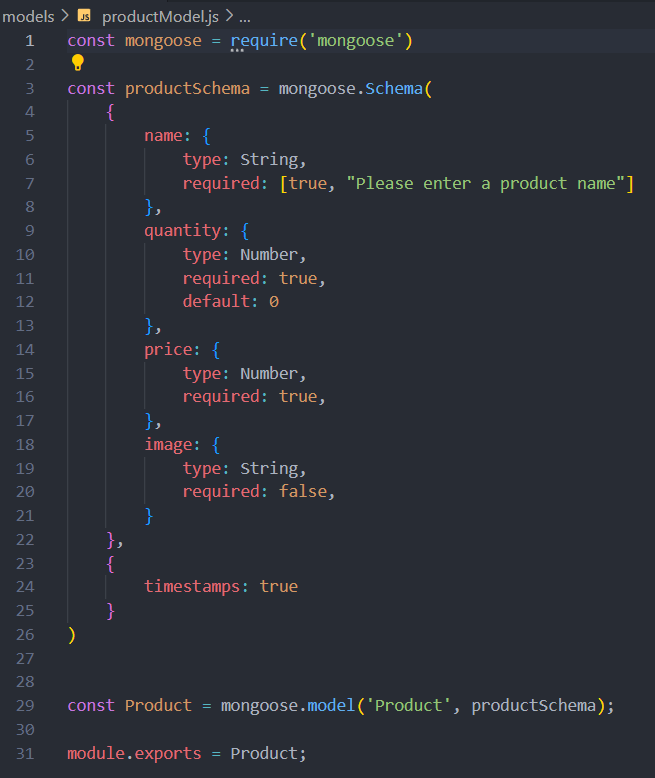 models > JS productModel.js > ...
1 const mongoose = require('mongoose')
2
3 const productSchema = mongoose.Schema(
4     {
5         name: {
6             type: String,
7             required: [true, "Please enter a product name"]
8         },
9         quantity: {
10             type: Number,
11             required: true,
12             default: 0
13         },
14         price: {
15             type: Number,
16             required: true,
17         },
18         image: {
19             type: String,
20             required: false,
21         }
22     },
23     {
24         timestamps: true
25     }
26 )
27
28
29 const Product = mongoose.model('Product', productSchema);
30
31 module.exports = Product;